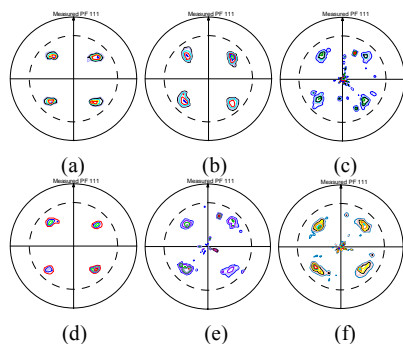 Measured PF 111
Measured PF 111
Measured PF 111
(a)
(b)
(c)
Measured PF 111
Measured PF 111
Measured PF 111
(d)
(e)
(f)